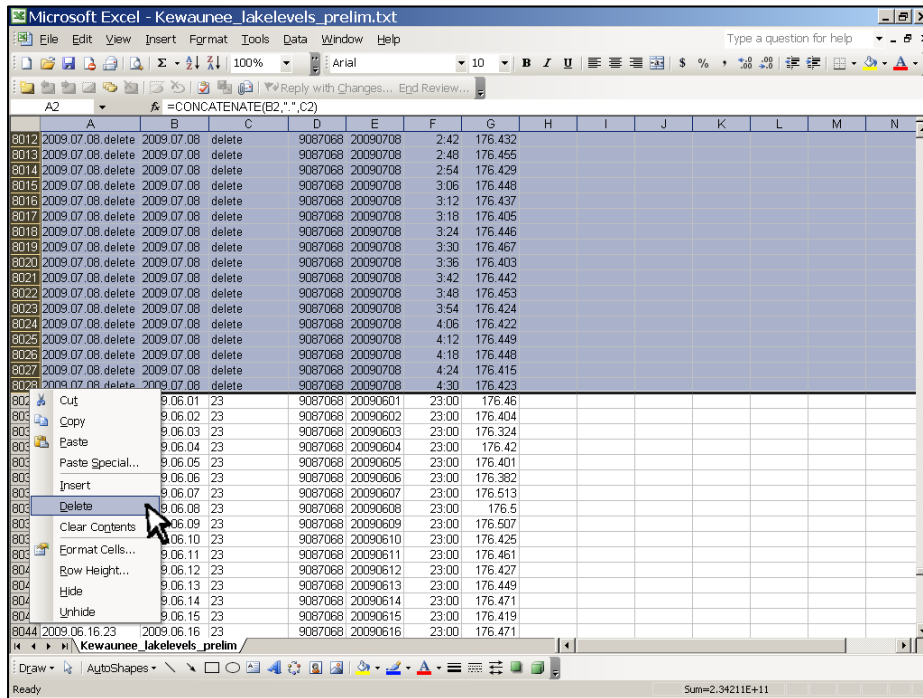 Microsoft Excel - Kewaunee_lakelevels_prelim.txt
File Edit View Insert Format Tools Data Window Help Type a question for help
100% Arial 10 B I U $ % ,
Reply with Changes... End Review...
A2 fx =CONCATENATE(B2,".",C2)
A B C D E F G H I J K L M N
8012 2009.07.08.delete 2009.07.08 delete 9087068 20090708 2:42 176.432
8013 2009.07.08.delete 2009.07.08 delete 9087068 20090708 2:48 176.455
8014 2009.07.08.delete 2009.07.08 delete 9087068 20090708 2:54 176.429
8015 2009.07.08.delete 2009.07.08 delete 9087068 20090708 3:06 176.448
8016 2009.07.08.delete 2009.07.08 delete 9087068 20090708 3:12 176.437
8017 2009.07.08.delete 2009.07.08 delete 9087068 20090708 3:18 176.405
8018 2009.07.08.delete 2009.07.08 delete 9087068 20090708 3:24 176.446
8019 2009.07.08.delete 2009.07.08 delete 9087068 20090708 3:30 176.467
8020 2009.07.08.delete 2009.07.08 delete 9087068 20090708 3:36 176.403
8021 2009.07.08.delete 2009.07.08 delete 9087068 20090708 3:42 176.442
8022 2009.07.08.delete 2009.07.08 delete 9087068 20090708 3:48 176.453
8023 2009.07.08.delete 2009.07.08 delete 9087068 20090708 3:54 176.424
8024 2009.07.08.delete 2009.07.08 delete 9087068 20090708 4:06 176.422
8025 2009.07.08.delete 2009.07.08 delete 9087068 20090708 4:12 176.449
8026 2009.07.08.delete 2009.07.08 delete 9087068 20090708 4:18 176.448
8027 2009.07.08.delete 2009.07.08 delete 9087068 20090708 4:24 176.415
8028 2009.07.08.delete 2009.07.08 delete 9087068 20090708 4:30 176.423
802 Cut 9.06.01 23 9087068 20090601 23:00 176.46
803 Copy 9.06.02 23 9087068 20090602 23:00 176.404
803 9.06.03 23 9087068 20090603 23:00 176.324
803 Paste 9.06.04 23 9087068 20090604 23:00 176.42
803 Paste Special... 9.06.05 23 9087068 20090605 23:00 176.401
803 9.06.06 23 9087068 20090606 23:00 176.382
803 Insert 9.06.07 23 9087068 20090607 23:00 176.513
803 Delete 9.06.08 23 9087068 20090608 23:00 176.5
803 Clear Contents 06.09 23 9087068 20090609 23:00 176.507
803 06.10 23 9087068 20090610 23:00 176.425
803 Format Cells... 9.06.11 23 9087068 20090611 23:00 176.461
804 Row Height... 9.06.12 23 9087068 20090612 23:00 176.427
804 Hide 9.06.13 23 9087068 20090613 23:00 176.449
804 9.06.14 23 9087068 20090614 23:00 176.471
804 Unhide 9.06.15 23 9087068 20090615 23:00 176.419
8044 2009.06.16.23 2009.06.16 23 9087068 20090616 23:00 176.471
Kewaunee_lakelevels_prelim
Draw AutoShapes
Ready Sum=2.34211E+11